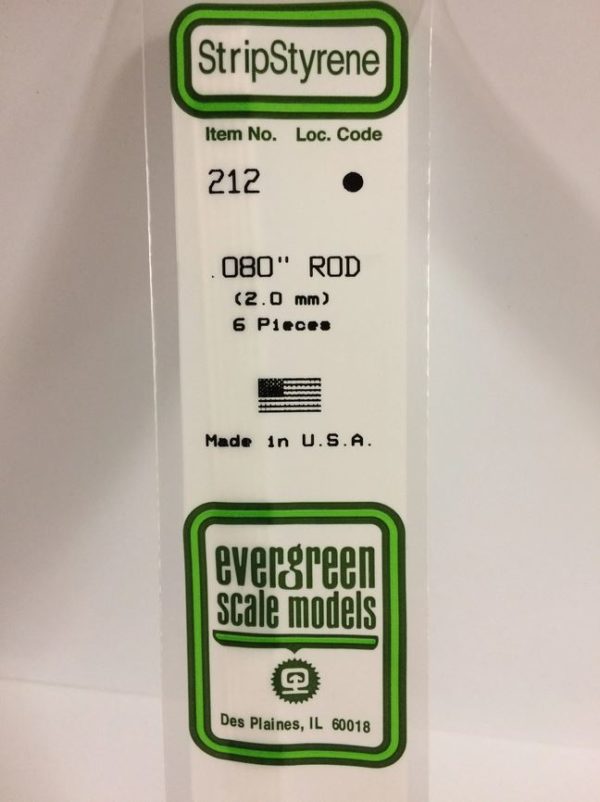 StripStyrene
Item No. Loc. Code
212
.080" ROD
(2.0 mm)
6 Pieces
Made in U.S.A.
evergreen
scale models
Des Plaines, IL 60018